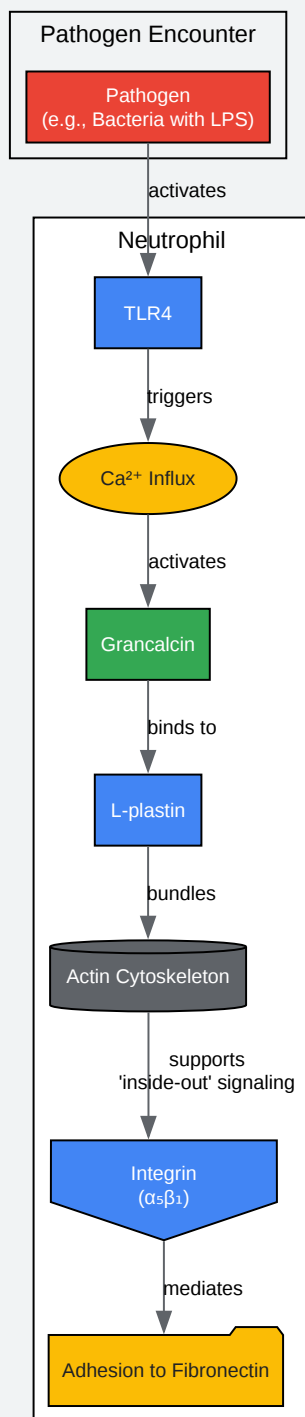 Pathogen Encounter
Pathogen
(e.g., Bacteria with LPS)
activates
Neutrophil
TLR4
triggers
Ca²⁺ Influx
activates
Grancalcin
binds to
L-plastin
bundles
Actin Cytoskeleton
supports
'inside-out' signaling
Integrin
(α₅β₁)
mediates
Adhesion to Fibronectin